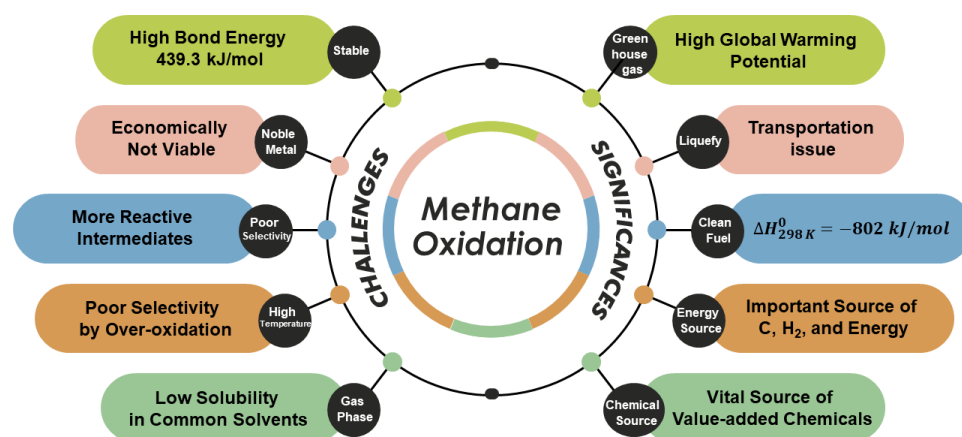 High Bond Energy
439.3 kJ/mol
Stable
Economically
Not Viable
Noble
Metal
More Reactive
Intermediates
Poor
Selectivity
Poor Selectivity
by Over-oxidation
High
Temperature
Low Solubility
in Common Solvents
Gas
Phase
CHALLENGES
Methane
Oxidation
SIGNIFICANCES
Green
house
gas
High Global Warming
Potential
Liquefy
Transportation
issue
Clean
Fuel
ΔH⁰₂₉₈ K = −802 kJ/mol
Energy
Source
Important Source of
C, H₂, and Energy
Chemical
Source
Vital Source of
Value-added Chemicals